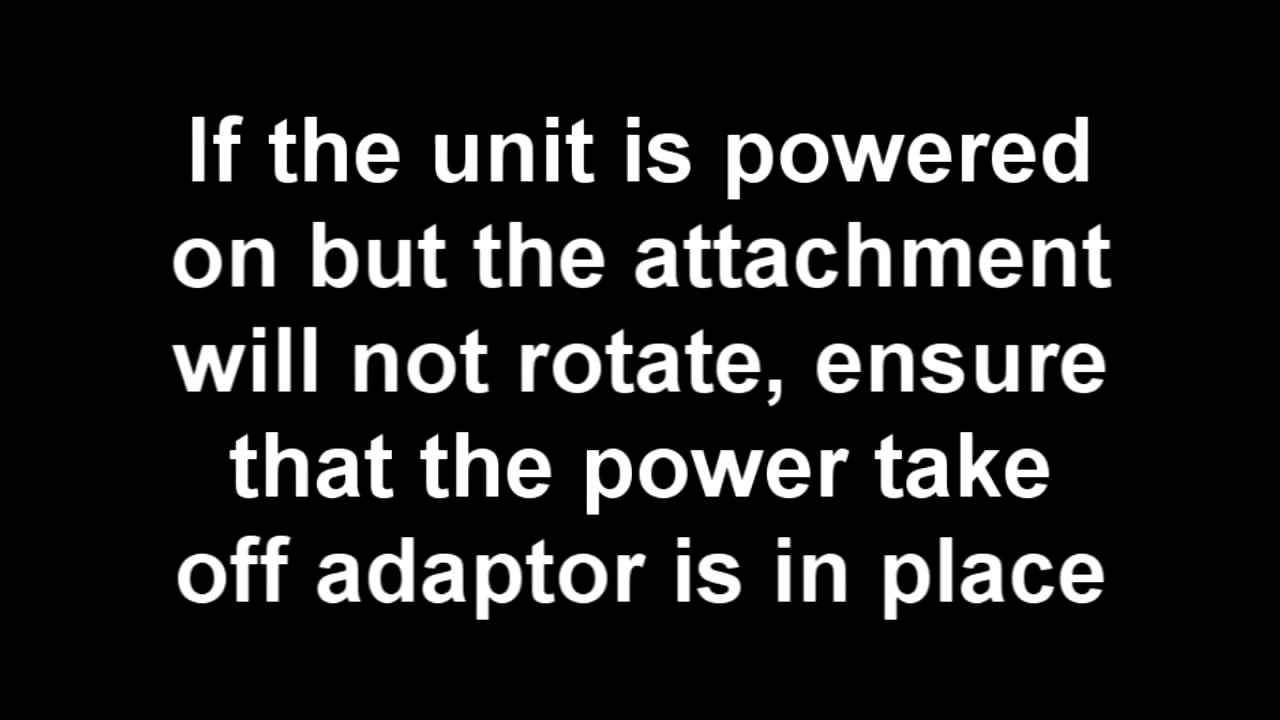 If the unit is powered
on but the attachment
will not rotate, ensure
that the power take
off adaptor is in place